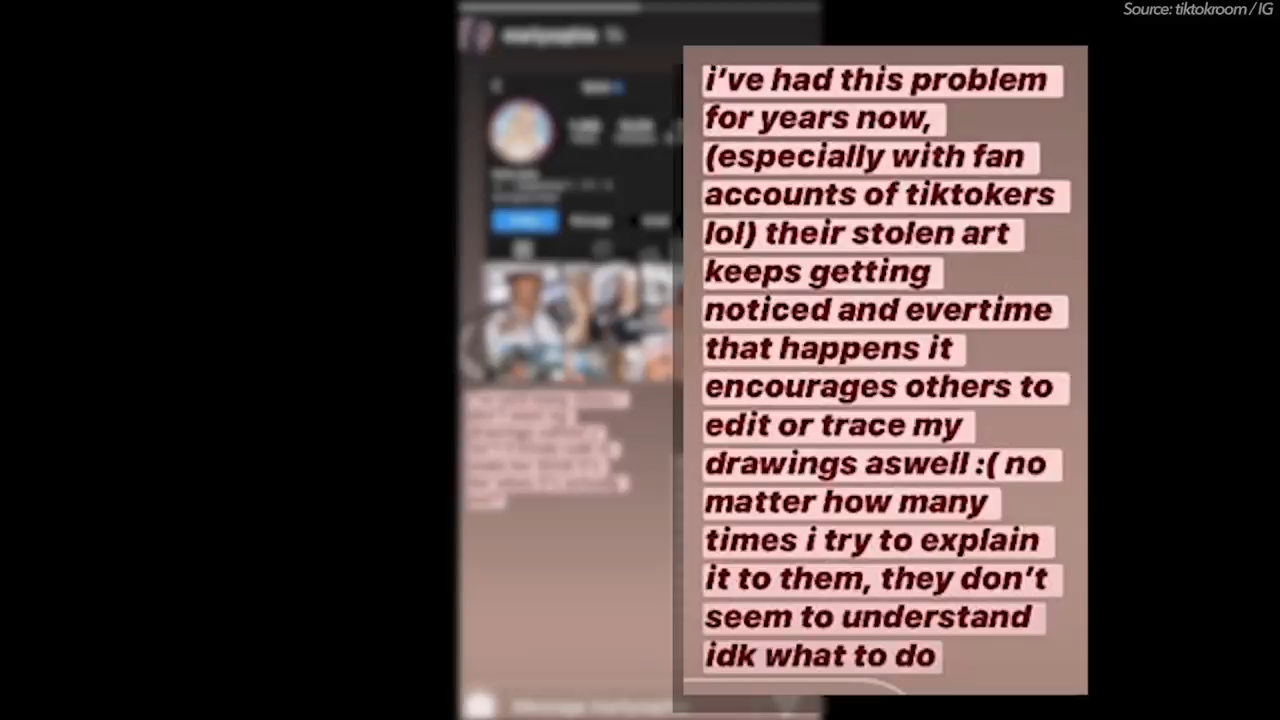 Source: tiktokroom / IG
i've had this problem
for years now,
(especially with fan
accounts of tiktokers
lol) their stolen art
keeps getting
noticed and evertime
that happens it
encourages others to
edit or trace my
drawings aswell :( no
matter how many
times i try to explain
it to them, they don't
seem to understand
idk what to do